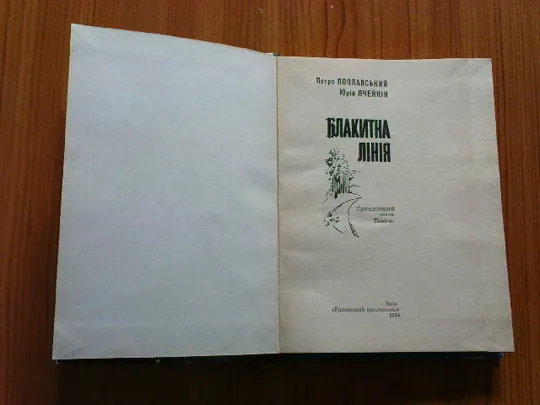 Петро ПОПЛАВСЬКИЙ
Юрій ЯЧЕЙКІН
БЛАКИТНА
ЛІНІЯ
Пригодницький
роман
Повість
Київ
«Радянський письменник»
1984